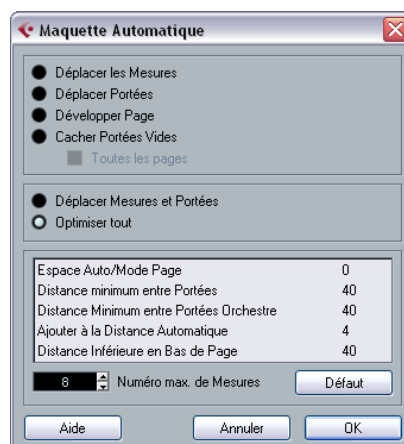 Maquette Automatique
Déplacer les Mesures
Déplacer Portées
Développer Page
Cacher Portées Vides
Toutes les pages
Déplacer Mesures et Portées
Optimiser tout
Espace Auto/Mode Page 0
Distance minimum entre Portées 40
Distance Minimum entre Portées Orchestre 40
Ajouter à la Distance Automatique 4
Distance Inférieure en Bas de Page 40
8 Numéro max. de Mesures Défaut
Aide Annuler OK